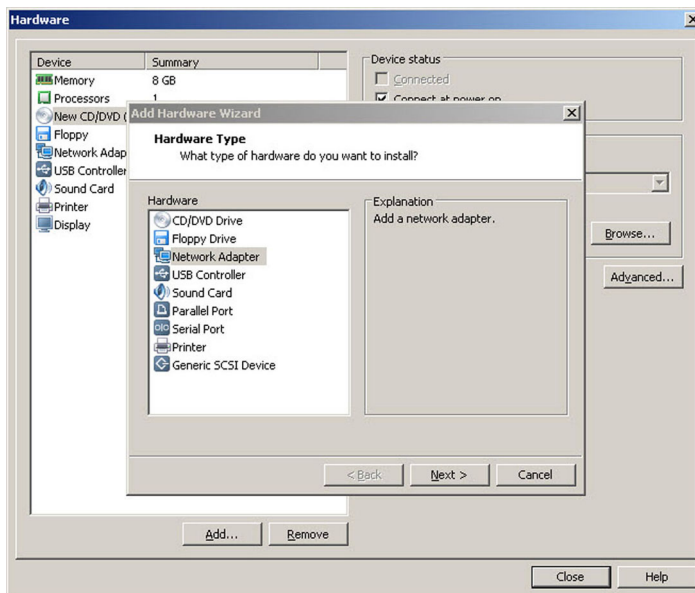 Hardware
Device Summary
Memory 8 GB
Processors 1
New CD/DVD (
Floppy
Network Adap
USB Controller
Sound Card
Printer
Display
Device status
Connected
Connect at power on
Browse...
Advanced...
Add Hardware Wizard
Hardware Type
What type of hardware do you want to install?
Hardware
CD/DVD Drive
Floppy Drive
Network Adapter
USB Controller
Sound Card
Parallel Port
Serial Port
Printer
Generic SCSI Device
Explanation
Add a network adapter.
< Back Next > Cancel
Add... Remove
Close Help